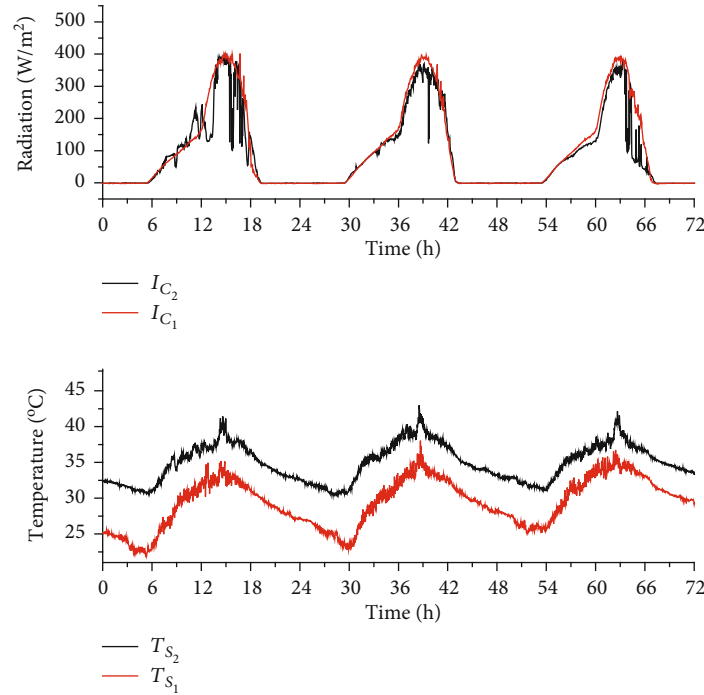 Radiation (W/m²)
500
400
300
200
100
0
0 6 12 18 24 30 36 42 48 54 60 66 72
Time (h)
I_C₂
I_C₁
Temperature (ºC)
45
40
35
30
25
0 6 12 18 24 30 36 42 48 54 60 66 72
Time (h)
T_S₂
T_S₁